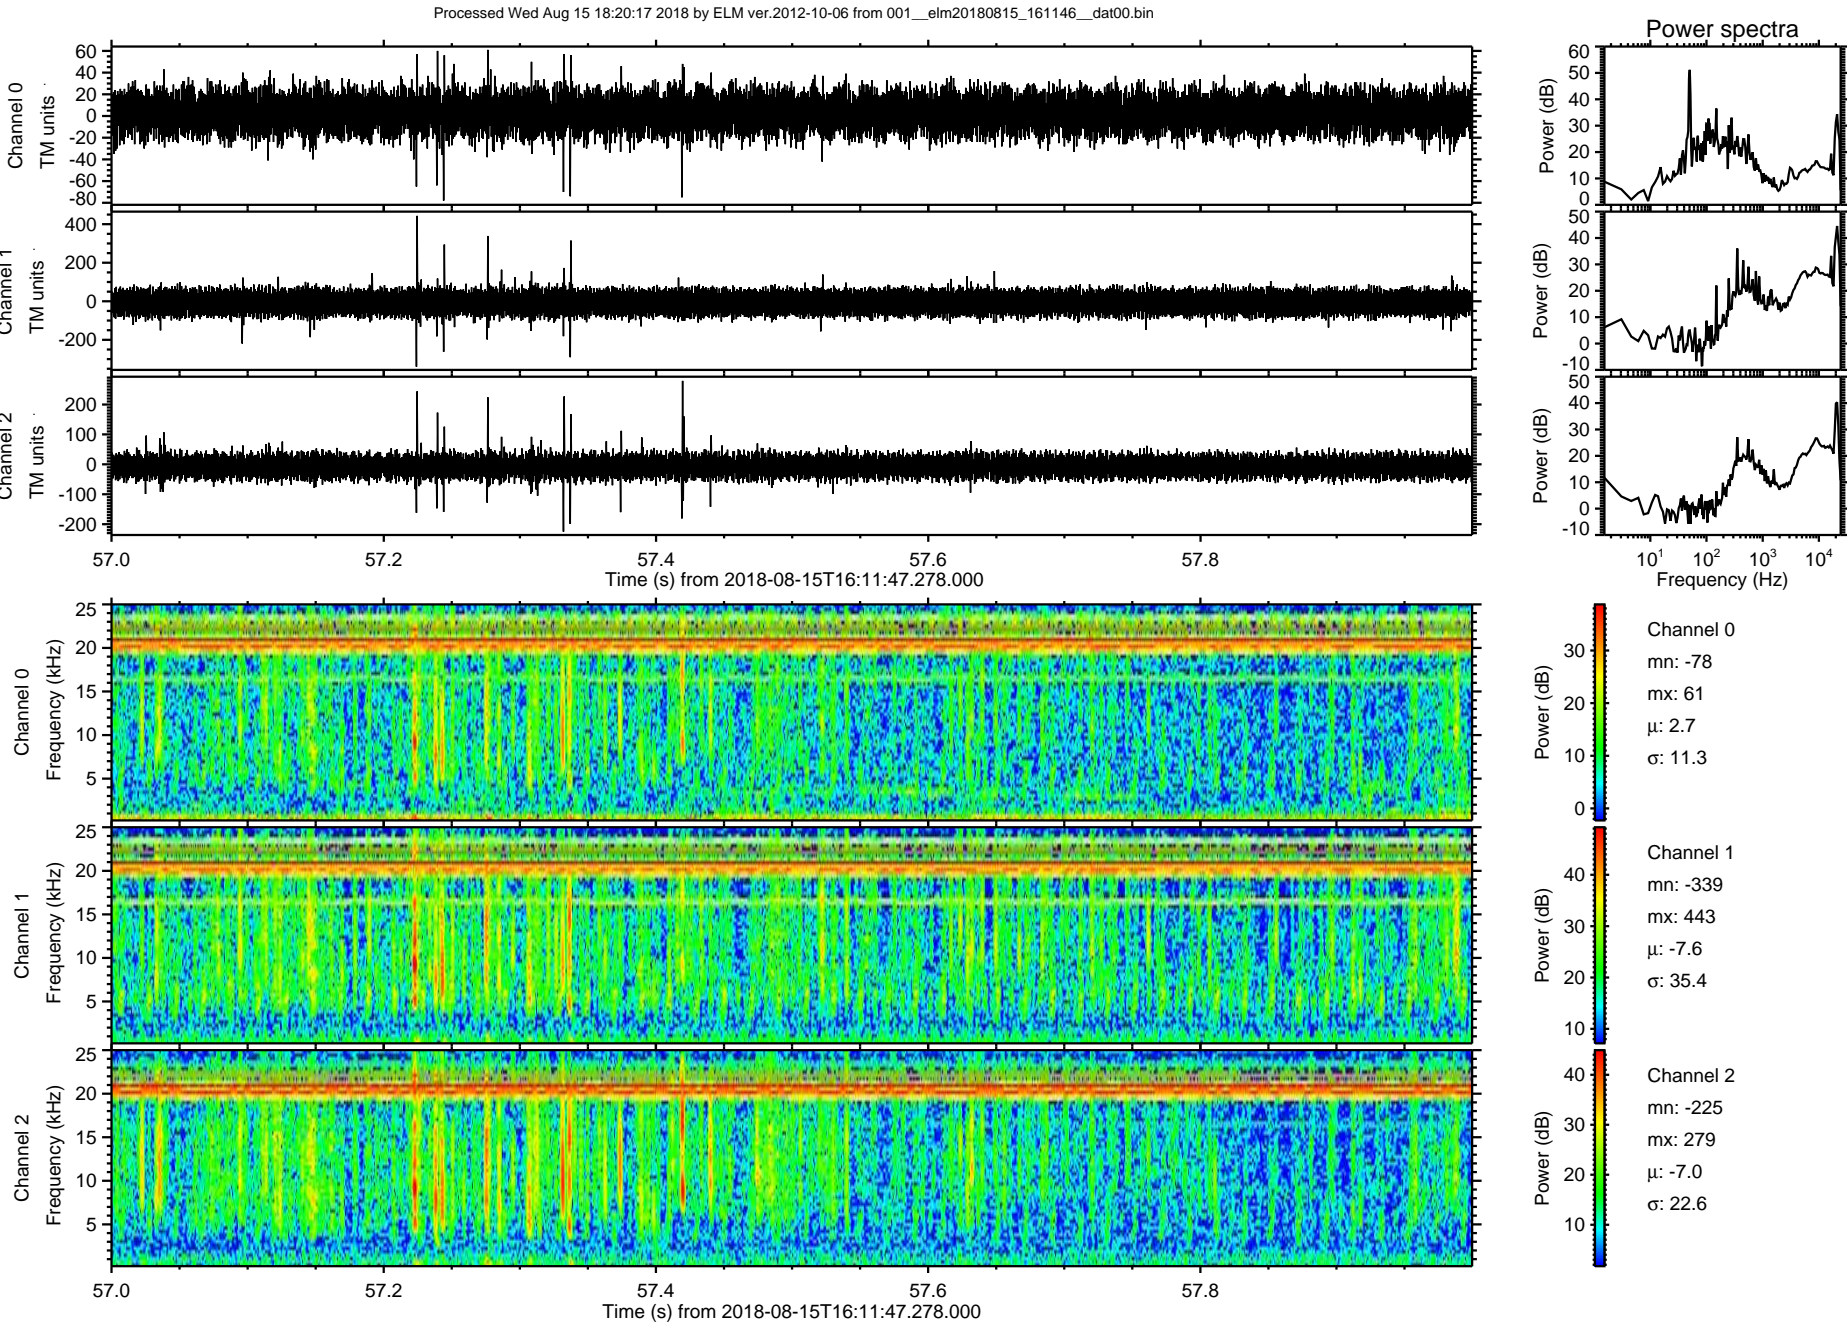 Processed Wed Aug 15 18:20:17 2018 by ELM ver.2012-10-06 from 001__elm20180815_161146__dat00.bin
Power spectra
Channel 0
TM units
60
40
20
0
-20
-40
-60
-80
Power (dB)
60
50
40
30
20
10
0
Channel 1
TM units
400
200
0
-200
Power (dB)
50
40
30
20
10
0
-10
Channel 2
TM units
200
100
0
-100
-200
Power (dB)
50
40
30
20
10
0
-10
57.0 57.2 57.4 57.6 57.8
Time (s) from 2018-08-15T16:11:47.278.000
10¹ 10² 10³ 10⁴
Frequency (Hz)
Channel 0
Frequency (kHz)
25
20
15
10
5
Power (dB)
30
20
10
0
Channel 0
mn: -78
mx: 61
μ: 2.7
σ: 11.3
Channel 1
Frequency (kHz)
25
20
15
10
5
Power (dB)
40
30
20
10
Channel 1
mn: -339
mx: 443
μ: -7.6
σ: 35.4
Channel 2
Frequency (kHz)
25
20
15
10
5
Power (dB)
40
30
20
10
Channel 2
mn: -225
mx: 279
μ: -7.0
σ: 22.6
57.0 57.2 57.4 57.6 57.8
Time (s) from 2018-08-15T16:11:47.278.000